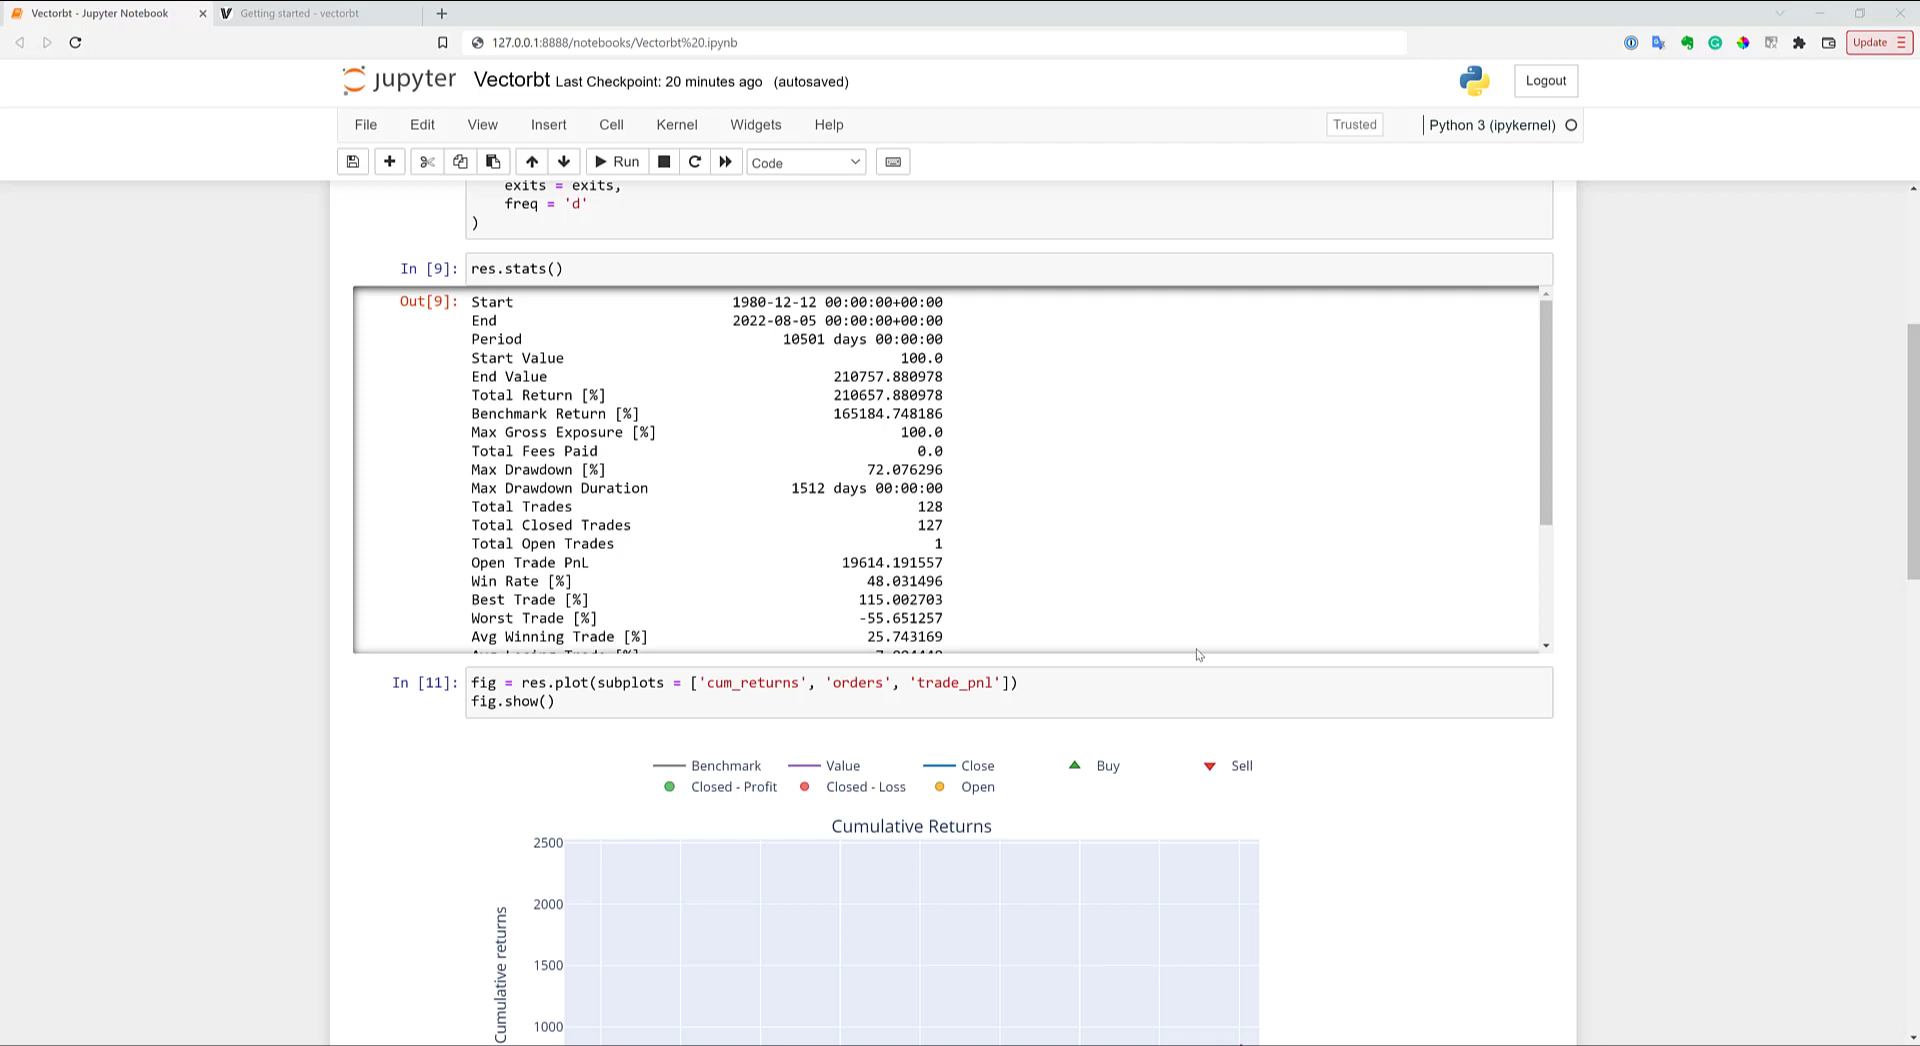 Vectorbt - Jupyter Notebook
Getting started - vectorbt
127.0.0.1:8888/notebooks/Vectorbt%20.ipynb
Update
jupyter Vectorbt Last Checkpoint: 20 minutes ago (autosaved)
Logout
File Edit View Insert Cell Kernel Widgets Help
Trusted
Python 3 (ipykernel)
Run
Code
exits = exits,
freq = 'd'
)
In [9]: res.stats()
Out[9]: Start 1980-12-12 00:00:00+00:00
End 2022-08-05 00:00:00+00:00
Period 10501 days 00:00:00
Start Value 100.0
End Value 210757.880978
Total Return [%] 210657.880978
Benchmark Return [%] 165184.748186
Max Gross Exposure [%] 100.0
Total Fees Paid 0.0
Max Drawdown [%] 72.076296
Max Drawdown Duration 1512 days 00:00:00
Total Trades 128
Total Closed Trades 127
Total Open Trades 1
Open Trade PnL 19614.191557
Win Rate [%] 48.031496
Best Trade [%] 115.002703
Worst Trade [%] -55.651257
Avg Winning Trade [%] 25.743169
In [11]: fig = res.plot(subplots = ['cum_returns', 'orders', 'trade_pnl'])
fig.show()
Benchmark Value Close Buy Sell
Closed - Profit Closed - Loss Open
Cumulative Returns
2500
2000
1500
1000
Cumulative returns